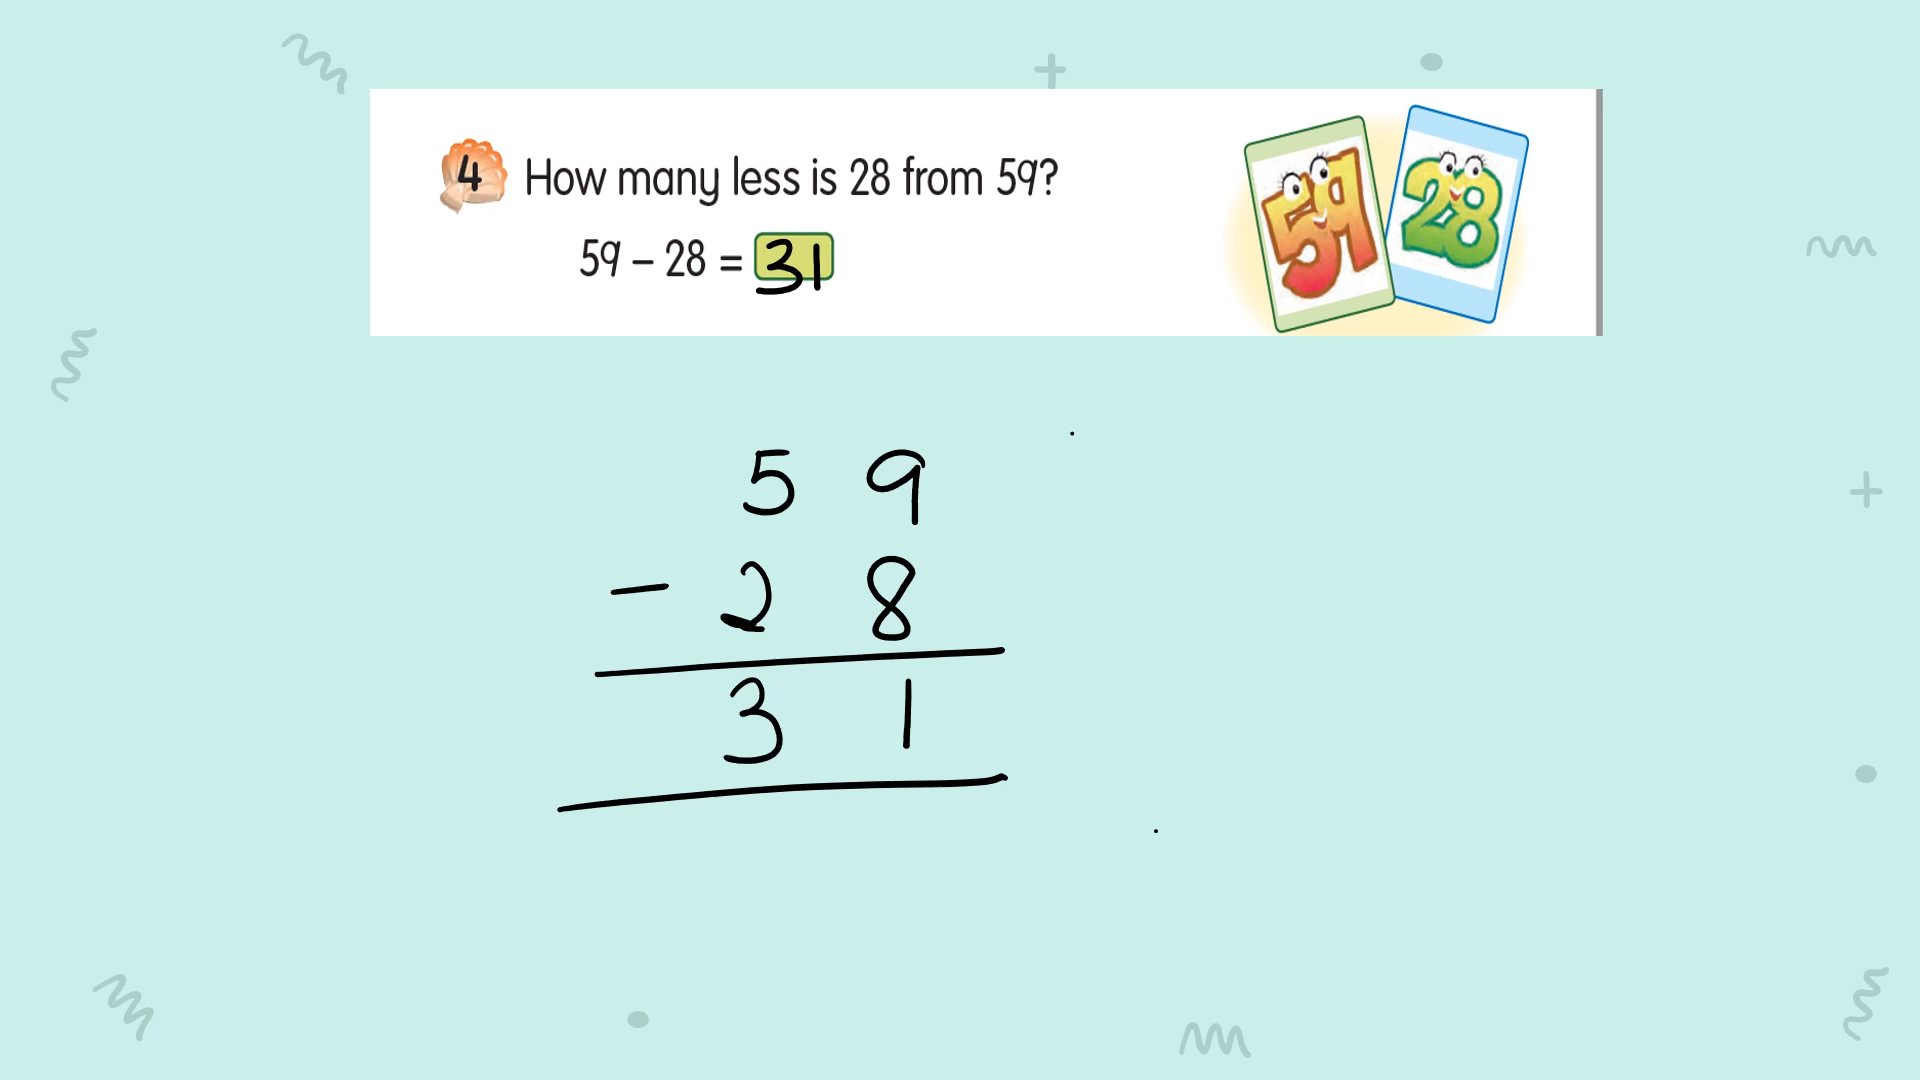 4 How many less is 28 from 59?
59 – 28 = 31
59 28
5 9
– 2 8
3 1